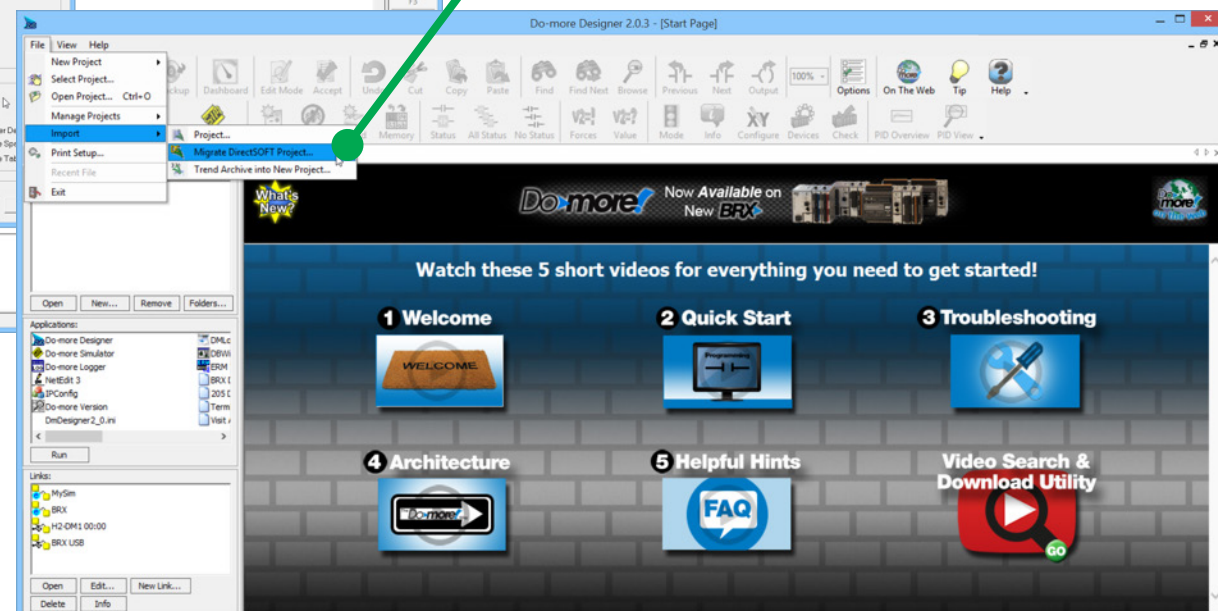 F3
Do-more Designer 2.0.3 - [Start Page]
File View Help
New Project
Select Project...
Open Project... Ctrl+O
Manage Projects
Import
Print Setup...
Recent File
Exit
Project...
Migrate DirectSOFT Project...
Trend Archive into New Project...
Dashboard Edit Mode Accept Cut Copy Paste Find Find Next Browse Previous Next Output 100% Options On The Web Tip Help
Memory Status All Status No Status Forces Value Mode Info Configure Devices Check PID Overview PID View
What's New?
Do-more! Now Available on New BRX
Do-more! on the Web
Watch these 5 short videos for everything you need to get started!
1 Welcome
2 Quick Start
3 Troubleshooting
WELCOME
Programming
4 Architecture
5 Helpful Hints
Video Search & Download Utility
Do-more!
FAQ
GO
Open New... Remove Folders...
Applications:
Do-more Designer
Do-more Simulator
Do-more Logger
NetEdit 3
IPConfig
Do-more Version
DmDesigner2_0.ini
ERM
Term
Run
Links:
MySim
BRX
H2-DM1 00:00
BRX USB
Open Edit... New Link...
Delete Info